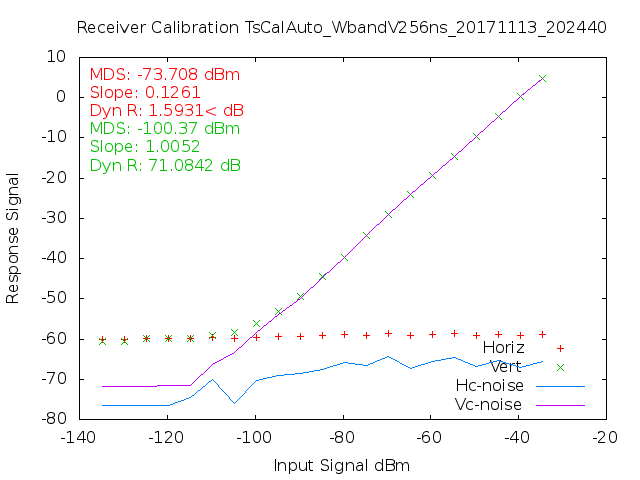 Receiver Calibration TsCalAuto_WbandV256ns_20171113_202440
MDS: -73.708 dBm
Slope: 0.1261
Dyn R: 1.5931< dB
MDS: -100.37 dBm
Slope: 1.0052
Dyn R: 71.0842 dB
10
0
-10
-20
-30
-40
-50
-60
-70
-80
Response Signal
Horiz
Vert
Hc-noise
Vc-noise
-140
-120
-100
-80
-60
-40
-20
Input Signal dBm